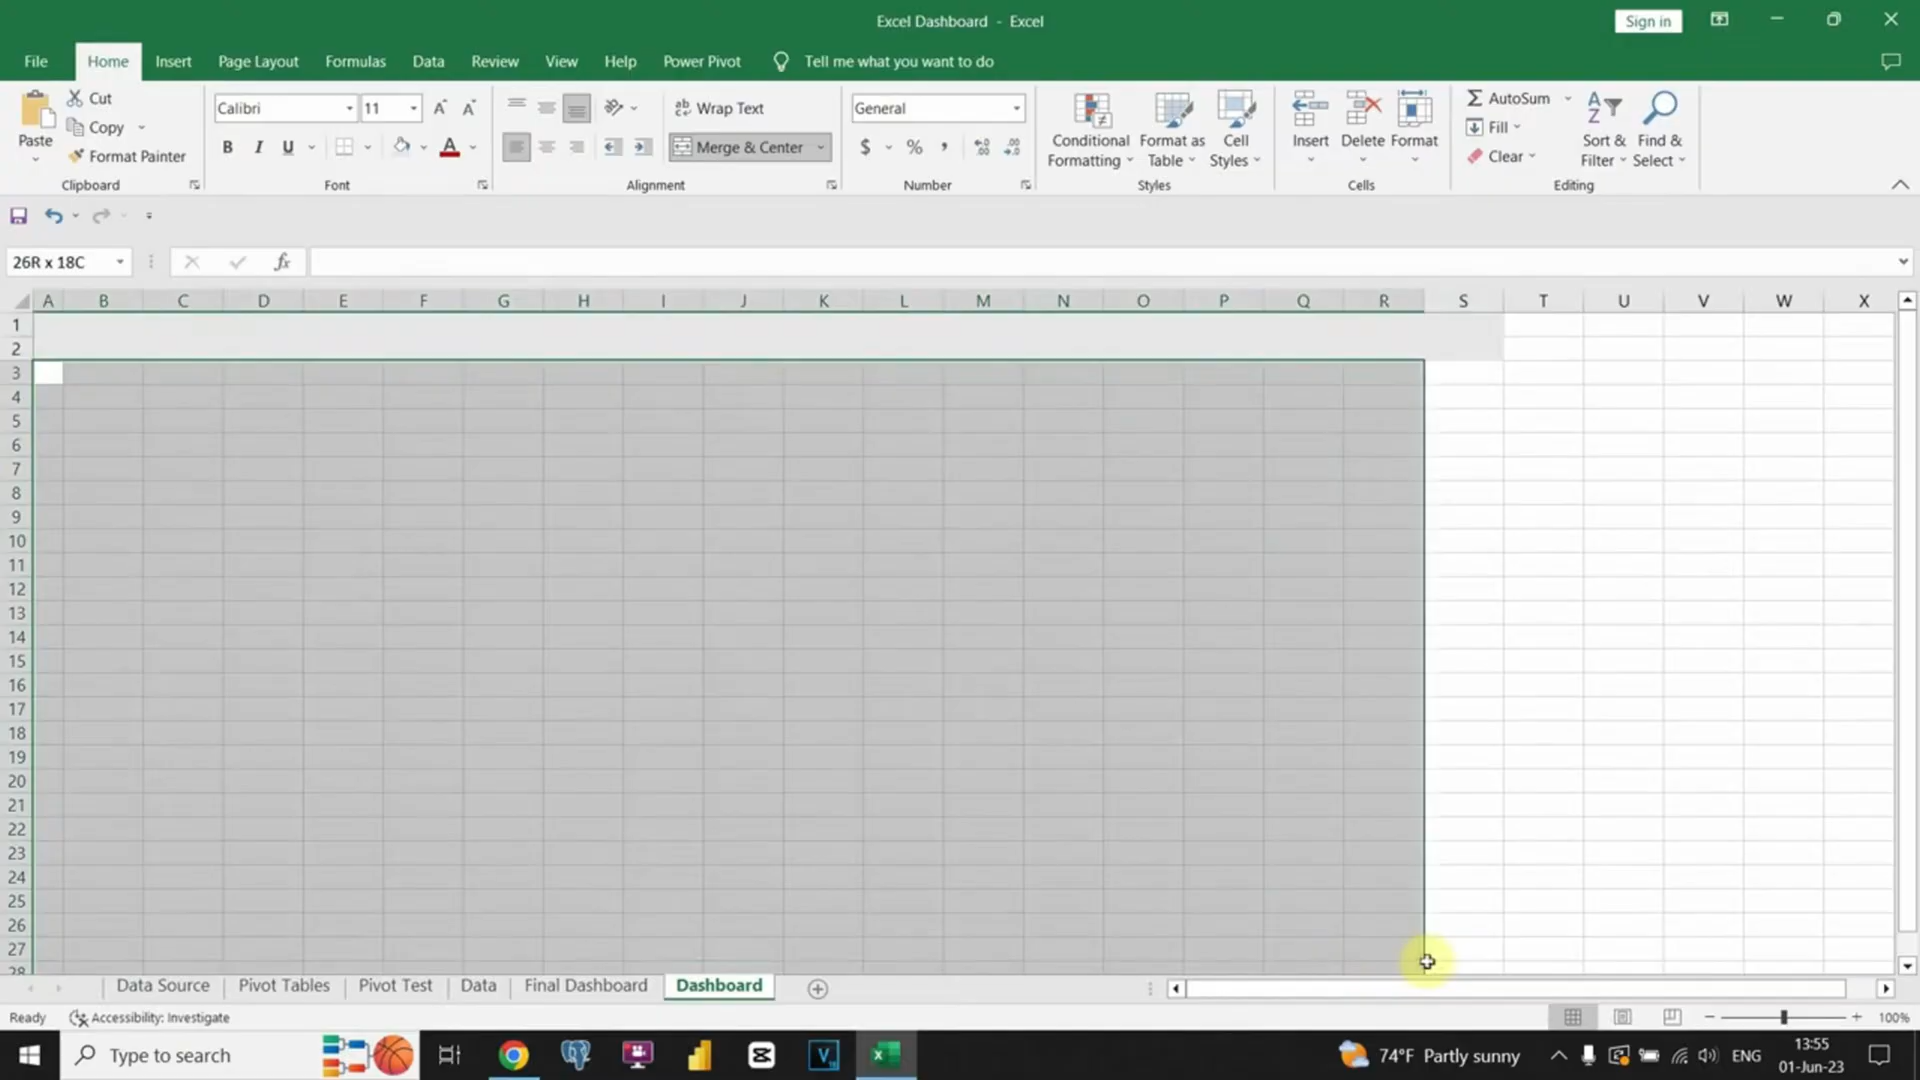 Excel Dashboard - Excel
Sign in
File Home Insert Page Layout Formulas Data Review View Help Power Pivot Tell me what you want to do
Paste
Cut
Copy
Format Painter
Clipboard
Calibri 11
B I U A
Font
Wrap Text
Merge & Center
Alignment
General
$ % ,
Number
Conditional Formatting
Format as Table
Cell Styles
Styles
Insert Delete Format
Cells
AutoSum
Fill
Clear
Sort & Filter
Find & Select
Editing
26R x 18C fx
A B C D E F G H I J K L M N O P Q R S T U V W X
1
2
3
4
5
6
7
8
9
10
11
12
13
14
15
16
17
18
19
20
21
22
23
24
25
26
27
28
Data Source Pivot Tables Pivot Test Data Final Dashboard Dashboard
Ready Accessibility: Investigate 100%
Type to search 74°F Partly sunny ENG 13:55
01-Jun-23